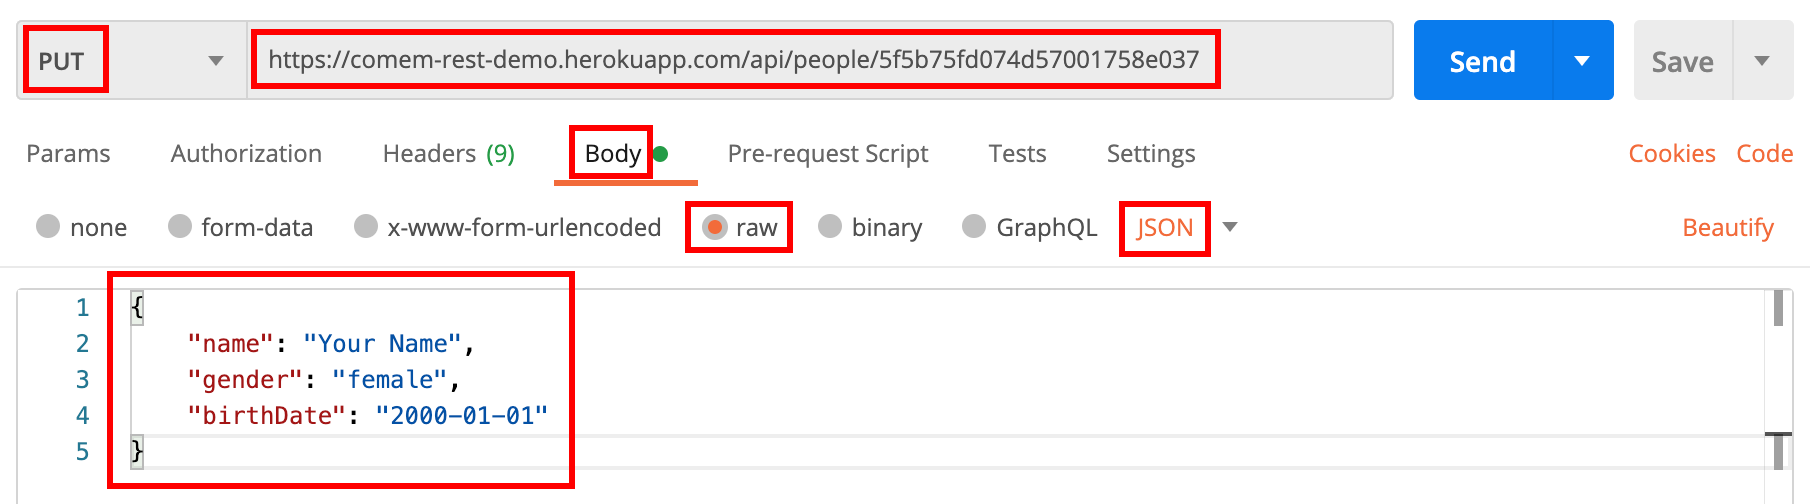 PUT https://comem-rest-demo.herokuapp.com/api/people/5f5b75fd074d57001758e037 Send Save
Params Authorization Headers (9) Body Pre-request Script Tests Settings Cookies Code
none form-data x-www-form-urlencoded raw binary GraphQL JSON Beautify
1 {
2 "name": "Your Name",
3 "gender": "female",
4 "birthDate": "2000-01-01"
5 }